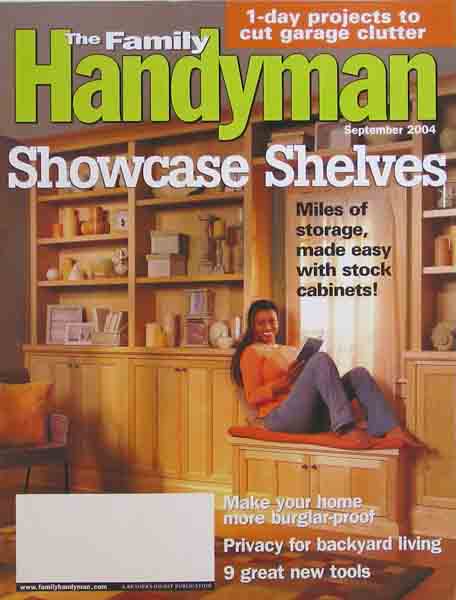 1-day projects to
cut garage clutter
The Family
Handyman
September 2004
Showcase Shelves
Miles of
storage,
made easy
with stock
cabinets!
Make your home
more burglar-proof
Privacy for backyard living
9 great new tools
www.familyhandyman.com A READER'S DIGEST PUBLICATION